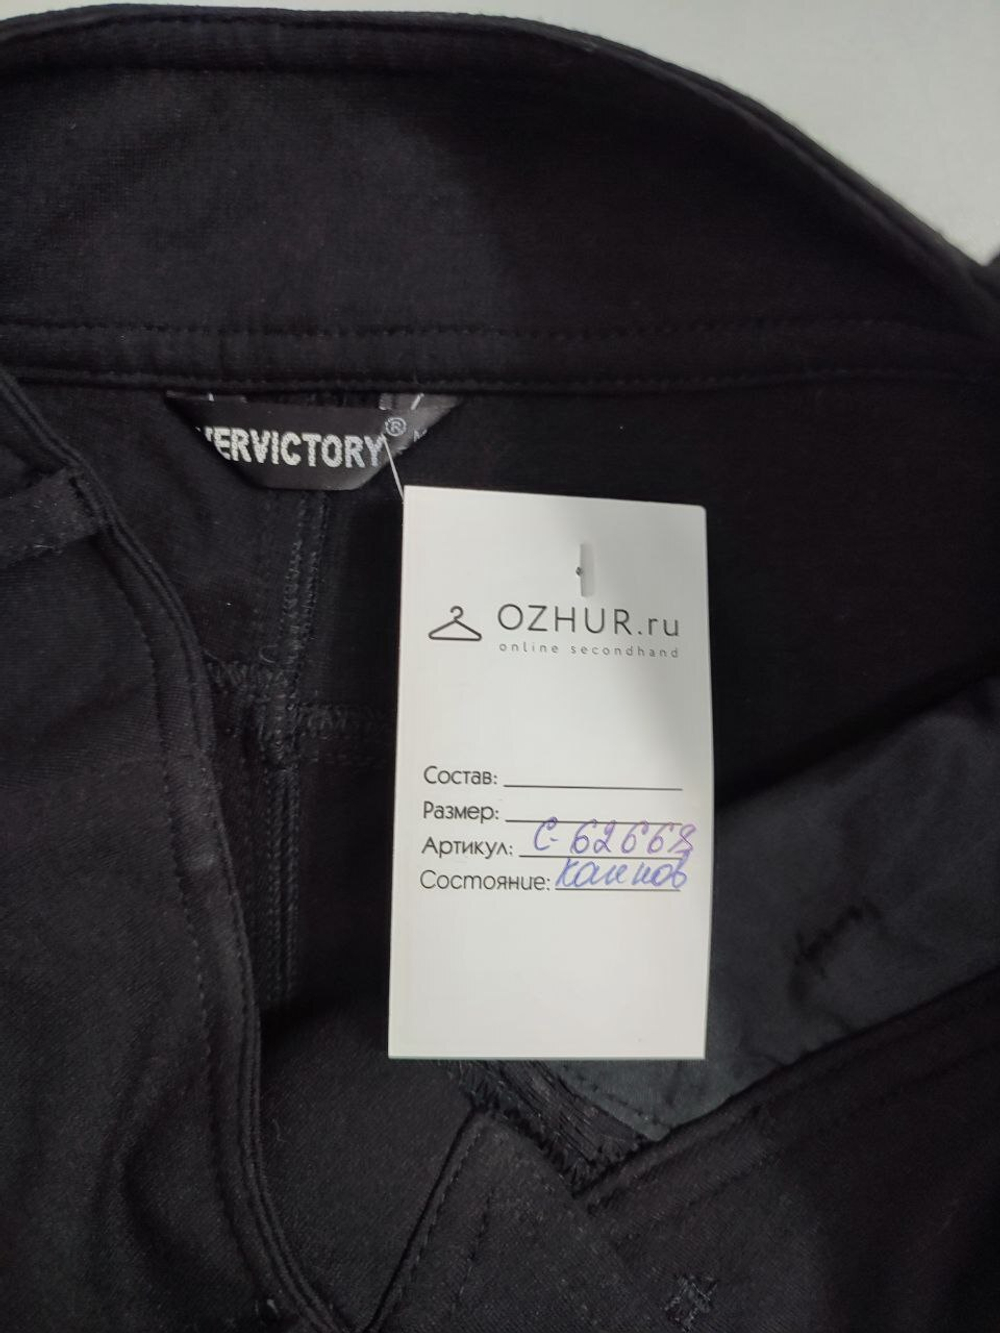 ERVICTORY®
OZHUR.ru
online secondhand
Состав:
Размер:
Артикул: С-62668
Состояние: как нов